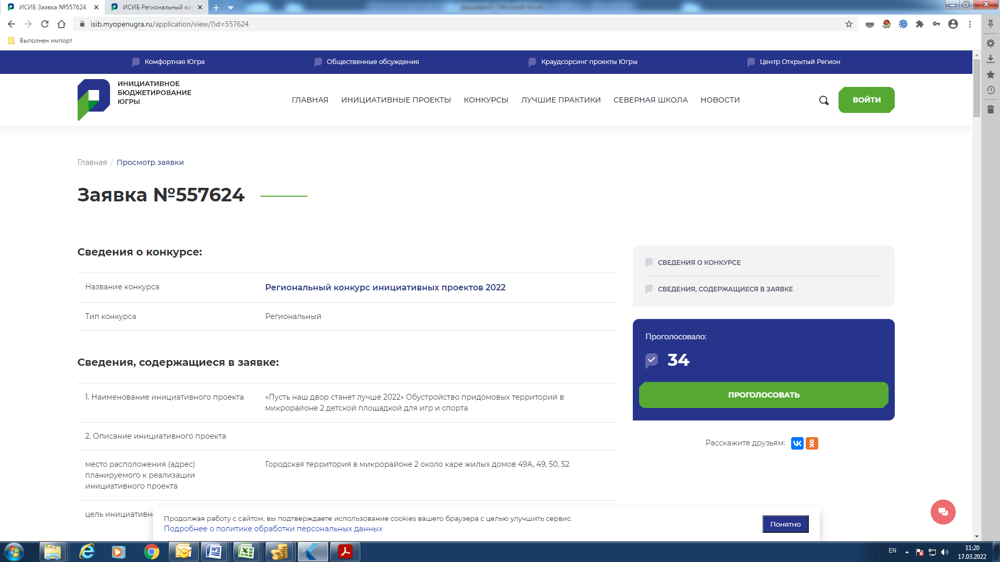 ИСИБ Заявка №557624
ИСИБ Региональный ко
isib.myopenugra.ru/application/view/?id=557624
Выполнен импорт
Комфортная Югра
Общественные обсуждения
Краудсорсинг проекты Югры
Центр Открытый Регион
ИНИЦИАТИВНОЕ
БЮДЖЕТИРОВАНИЕ
ЮГРЫ
ГЛАВНАЯ
ИНИЦИАТИВНЫЕ ПРОЕКТЫ
КОНКУРСЫ
ЛУЧШИЕ ПРАКТИКИ
СЕВЕРНАЯ ШКОЛА
НОВОСТИ
ВОЙТИ
Главная / Просмотр заявки
Заявка №557624
Сведения о конкурсе:
Название конкурса
Региональный конкурс инициативных проектов 2022
Тип конкурса
Региональный
Сведения, содержащиеся в заявке:
1. Наименование инициативного проекта
«Пусть наш двор станет лучше 2022» Обустройство придомовых территорий в
микрорайоне 2 детской площадкой для игр и спорта
2. Описание инициативного проекта
место расположения (адрес)
планируемого к реализации
инициативного проекта
Городская территория в микрорайоне 2 около каре жилых домов 49А, 49, 50, 52
цель инициативн
СВЕДЕНИЯ О КОНКУРСЕ
СВЕДЕНИЯ, СОДЕРЖАЩИЕСЯ В ЗАЯВКЕ
Проголосовало:
34
ПРОГОЛОСОВАТЬ
Расскажите друзьям:
Продолжая работу с сайтом, вы подтверждаете использование cookies вашего браузера с целью улучшить сервис.
Подробнее о политике обработки персональных данных
Понятно
EN
11:20
17.03.2022